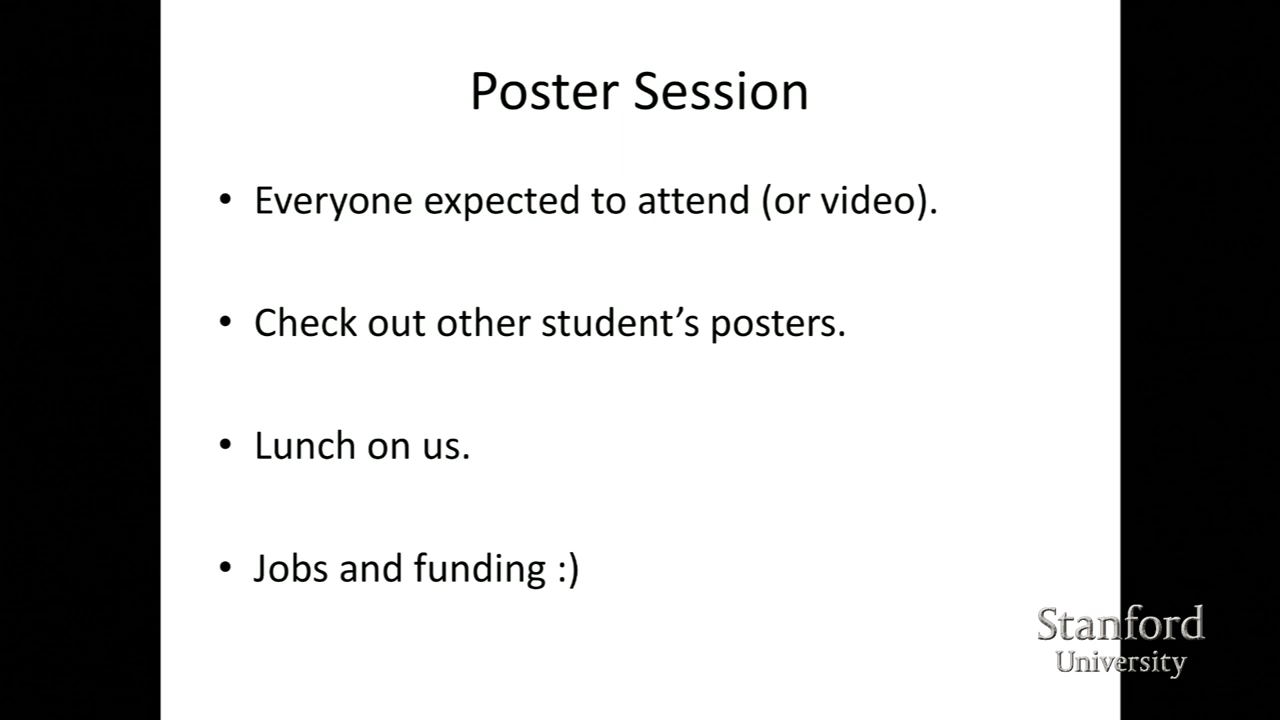 Poster Session
• Everyone expected to attend (or video).
• Check out other student’s posters.
• Lunch on us.
• Jobs and funding :)
Stanford
University